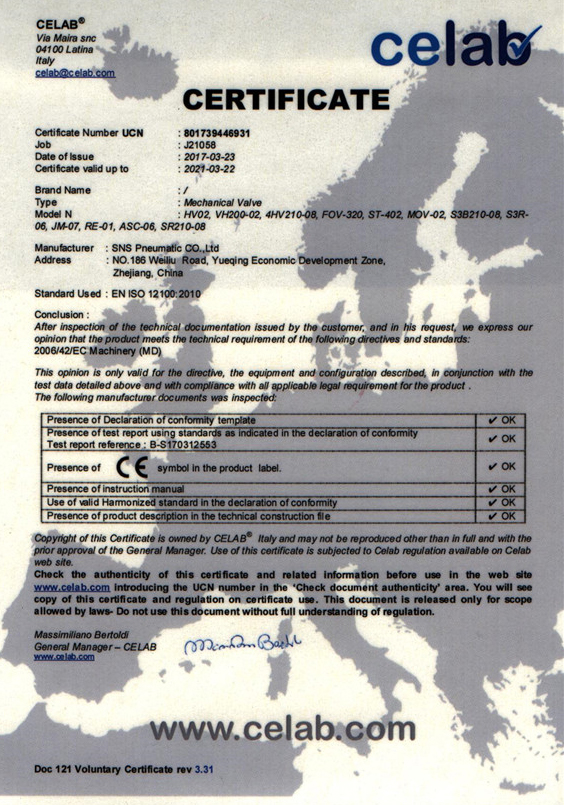 CELAB®
Via Maira snc
04100 Latina
Italy
celab@celab.com
celab
CERTIFICATE
Certificate Number UCN : 801739446931
Job : J21058
Date of Issue : 2017-03-23
Certificate valid up to : 2021-03-22
Brand Name : /
Type : Mechanical Valve
Model N : HV02, VH200-02, 4HV210-08, FOV-320, ST-402, MOV-02, S3B210-08, S3R-
06, JM-07, RE-01, ASC-06, SR210-08
Manufacturer : SNS Pneumatic CO.,Ltd
Address : NO.186 Weiliu Road, Yueqing Economic Development Zone,
Zhejiang, China
Standard Used : EN ISO 12100:2010
Conclusion :
After inspection of the technical documentation issued by the customer, and in his request, we express our
opinion that the product meets the technical requirement of the following directives and standards:
2006/42/EC Machinery (MD)
This opinion is only valid for the directive, the equipment and configuration described, in conjunction with the
test data detailed above and with compliance with all applicable legal requirement for the product .
The following manufacturer documents was inspected:
Presence of Declaration of conformity template ✔ OK
Presence of test report using standards as indicated in the declaration of conformity
Test report reference : B-S170312553 ✔ OK
Presence of CE symbol in the product label. ✔ OK
Presence of instruction manual ✔ OK
Use of valid Harmonized standard in the declaration of conformity ✔ OK
Presence of product description in the technical construction file ✔ OK
Copyright of this Certificate is owned by CELAB® Italy and may not be reproduced other than in full and with the
prior approval of the General Manager. Use of this certificate is subjected to Celab regulation available on Celab
web site.
Check the authenticity of this certificate and related information before use in the web site
www.celab.com introducing the UCN number in the 'Check document authenticity' area. You will see
copy of this certificate and regulation on certificate use. This document is released only for scope
allowed by laws- Do not use this document without full understanding of regulation.
Massimiliano Bertoldi
General Manager – CELAB
www.celab.com
www.celab.com
Doc 121 Voluntary Certificate rev 3.31